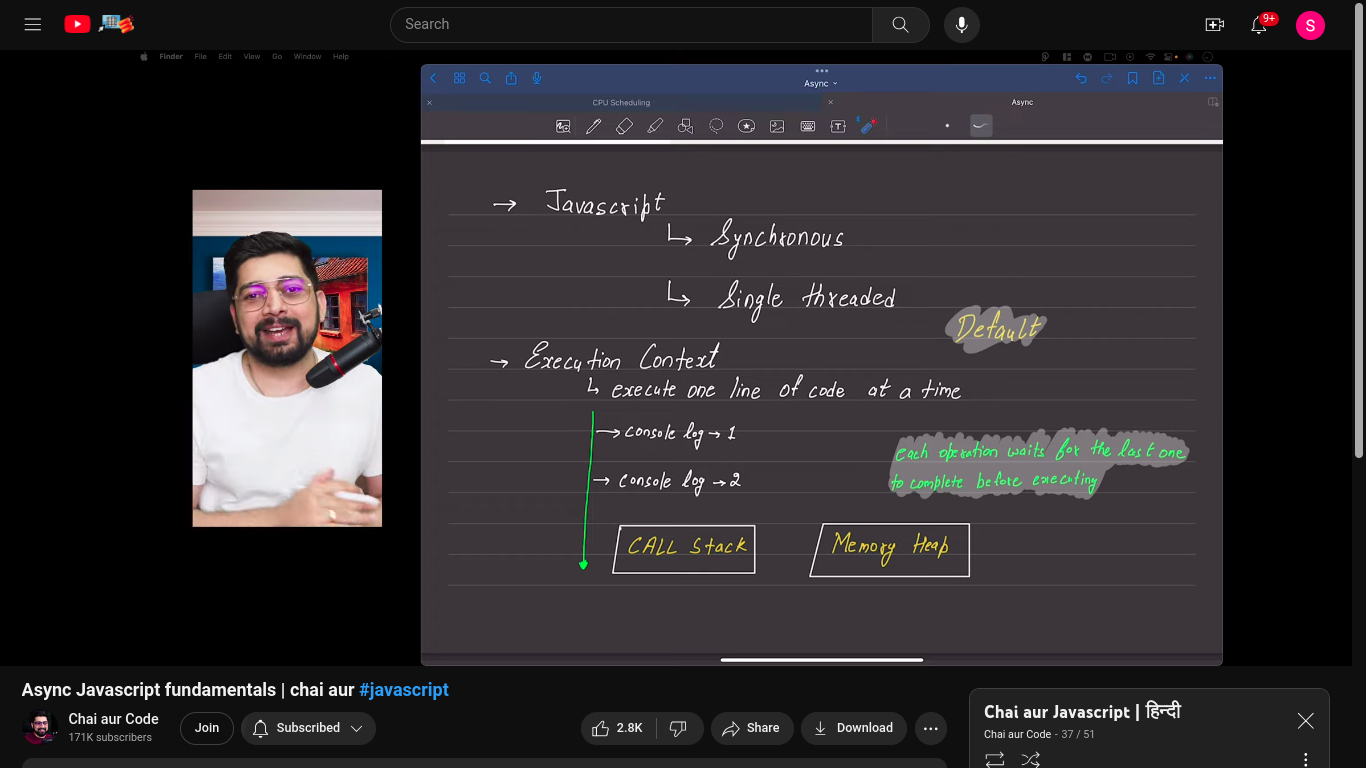 Search
9+
S
Finder File Edit View Go Window Help
Async
CPU Scheduling
Async
→ Javascript
↳ Synchronous
↳ Single threaded
Default
→ Execution Context
↳ execute one line of code at a time
→ console log → 1
→ console log → 2
each operation waits for the last one
to complete before executing
CALL Stack
Memory Heap
Async Javascript fundamentals | chai aur #javascript
Chai aur Code
171K subscribers
Join
Subscribed
2.8K
Share
Download
Chai aur Javascript | हिन्दी
Chai aur Code - 37 / 51